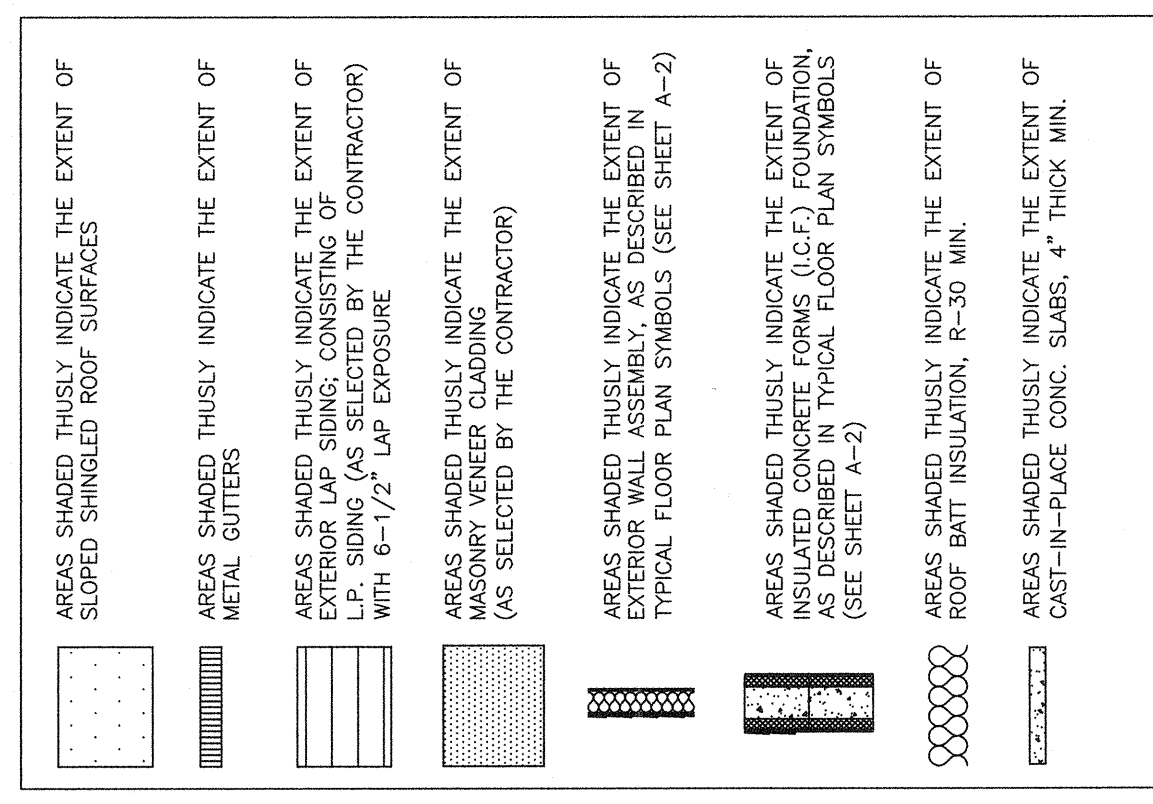 AREAS SHADED THUSLY INDICATE THE EXTENT OF
SLOPED SHINGLED ROOF SURFACES
AREAS SHADED THUSLY INDICATE THE EXTENT OF
METAL GUTTERS
AREAS SHADED THUSLY INDICATE THE EXTENT OF
EXTERIOR LAP SIDING; CONSISTING OF
L.P. SIDING (AS SELECTED BY THE CONTRACTOR)
WITH 6-1/2" LAP EXPOSURE
AREAS SHADED THUSLY INDICATE THE EXTENT OF
MASONRY VENEER CLADDING
(AS SELECTED BY THE CONTRACTOR)
AREAS SHADED THUSLY INDICATE THE EXTENT OF
EXTERIOR WALL ASSEMBLY, AS DESCRIBED IN
TYPICAL FLOOR PLAN SYMBOLS (SEE SHEET A-2)
AREAS SHADED THUSLY INDICATE THE EXTENT OF
INSULATED CONCRETE FORMS (I.C.F.) FOUNDATION,
AS DESCRIBED IN TYPICAL FLOOR PLAN SYMBOLS
(SEE SHEET A-2)
AREAS SHADED THUSLY INDICATE THE EXTENT OF
ROOF BATT INSULATION, R-30 MIN.
AREAS SHADED THUSLY INDICATE THE EXTENT OF
CAST-IN-PLACE CONC. SLABS, 4" THICK MIN.